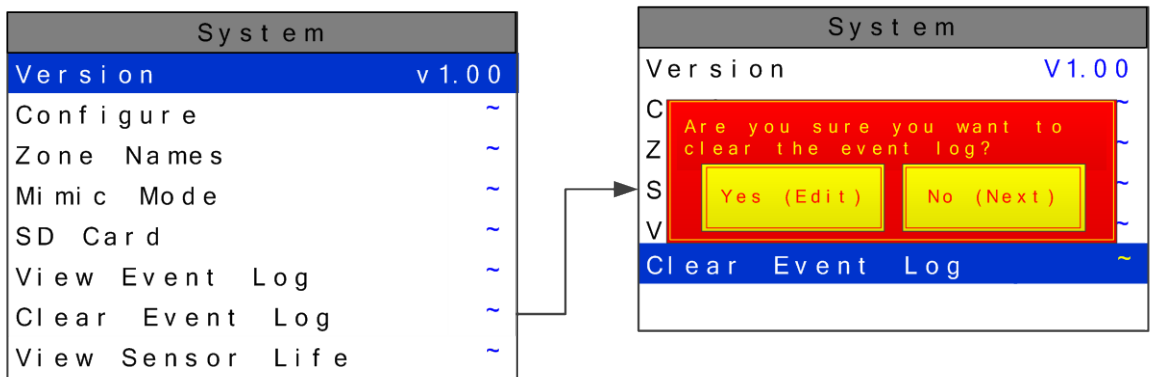 System
Version v1.00
Configure ~
Zone Names ~
Mimic Mode ~
SD Card ~
View Event Log ~
Clear Event Log ~
View Sensor Life ~
System
Version V1.00
C ~
Are you sure you want to
Z ~
clear the event log?
S ~
Yes (Edit) No (Next)
V ~
Clear Event Log ~